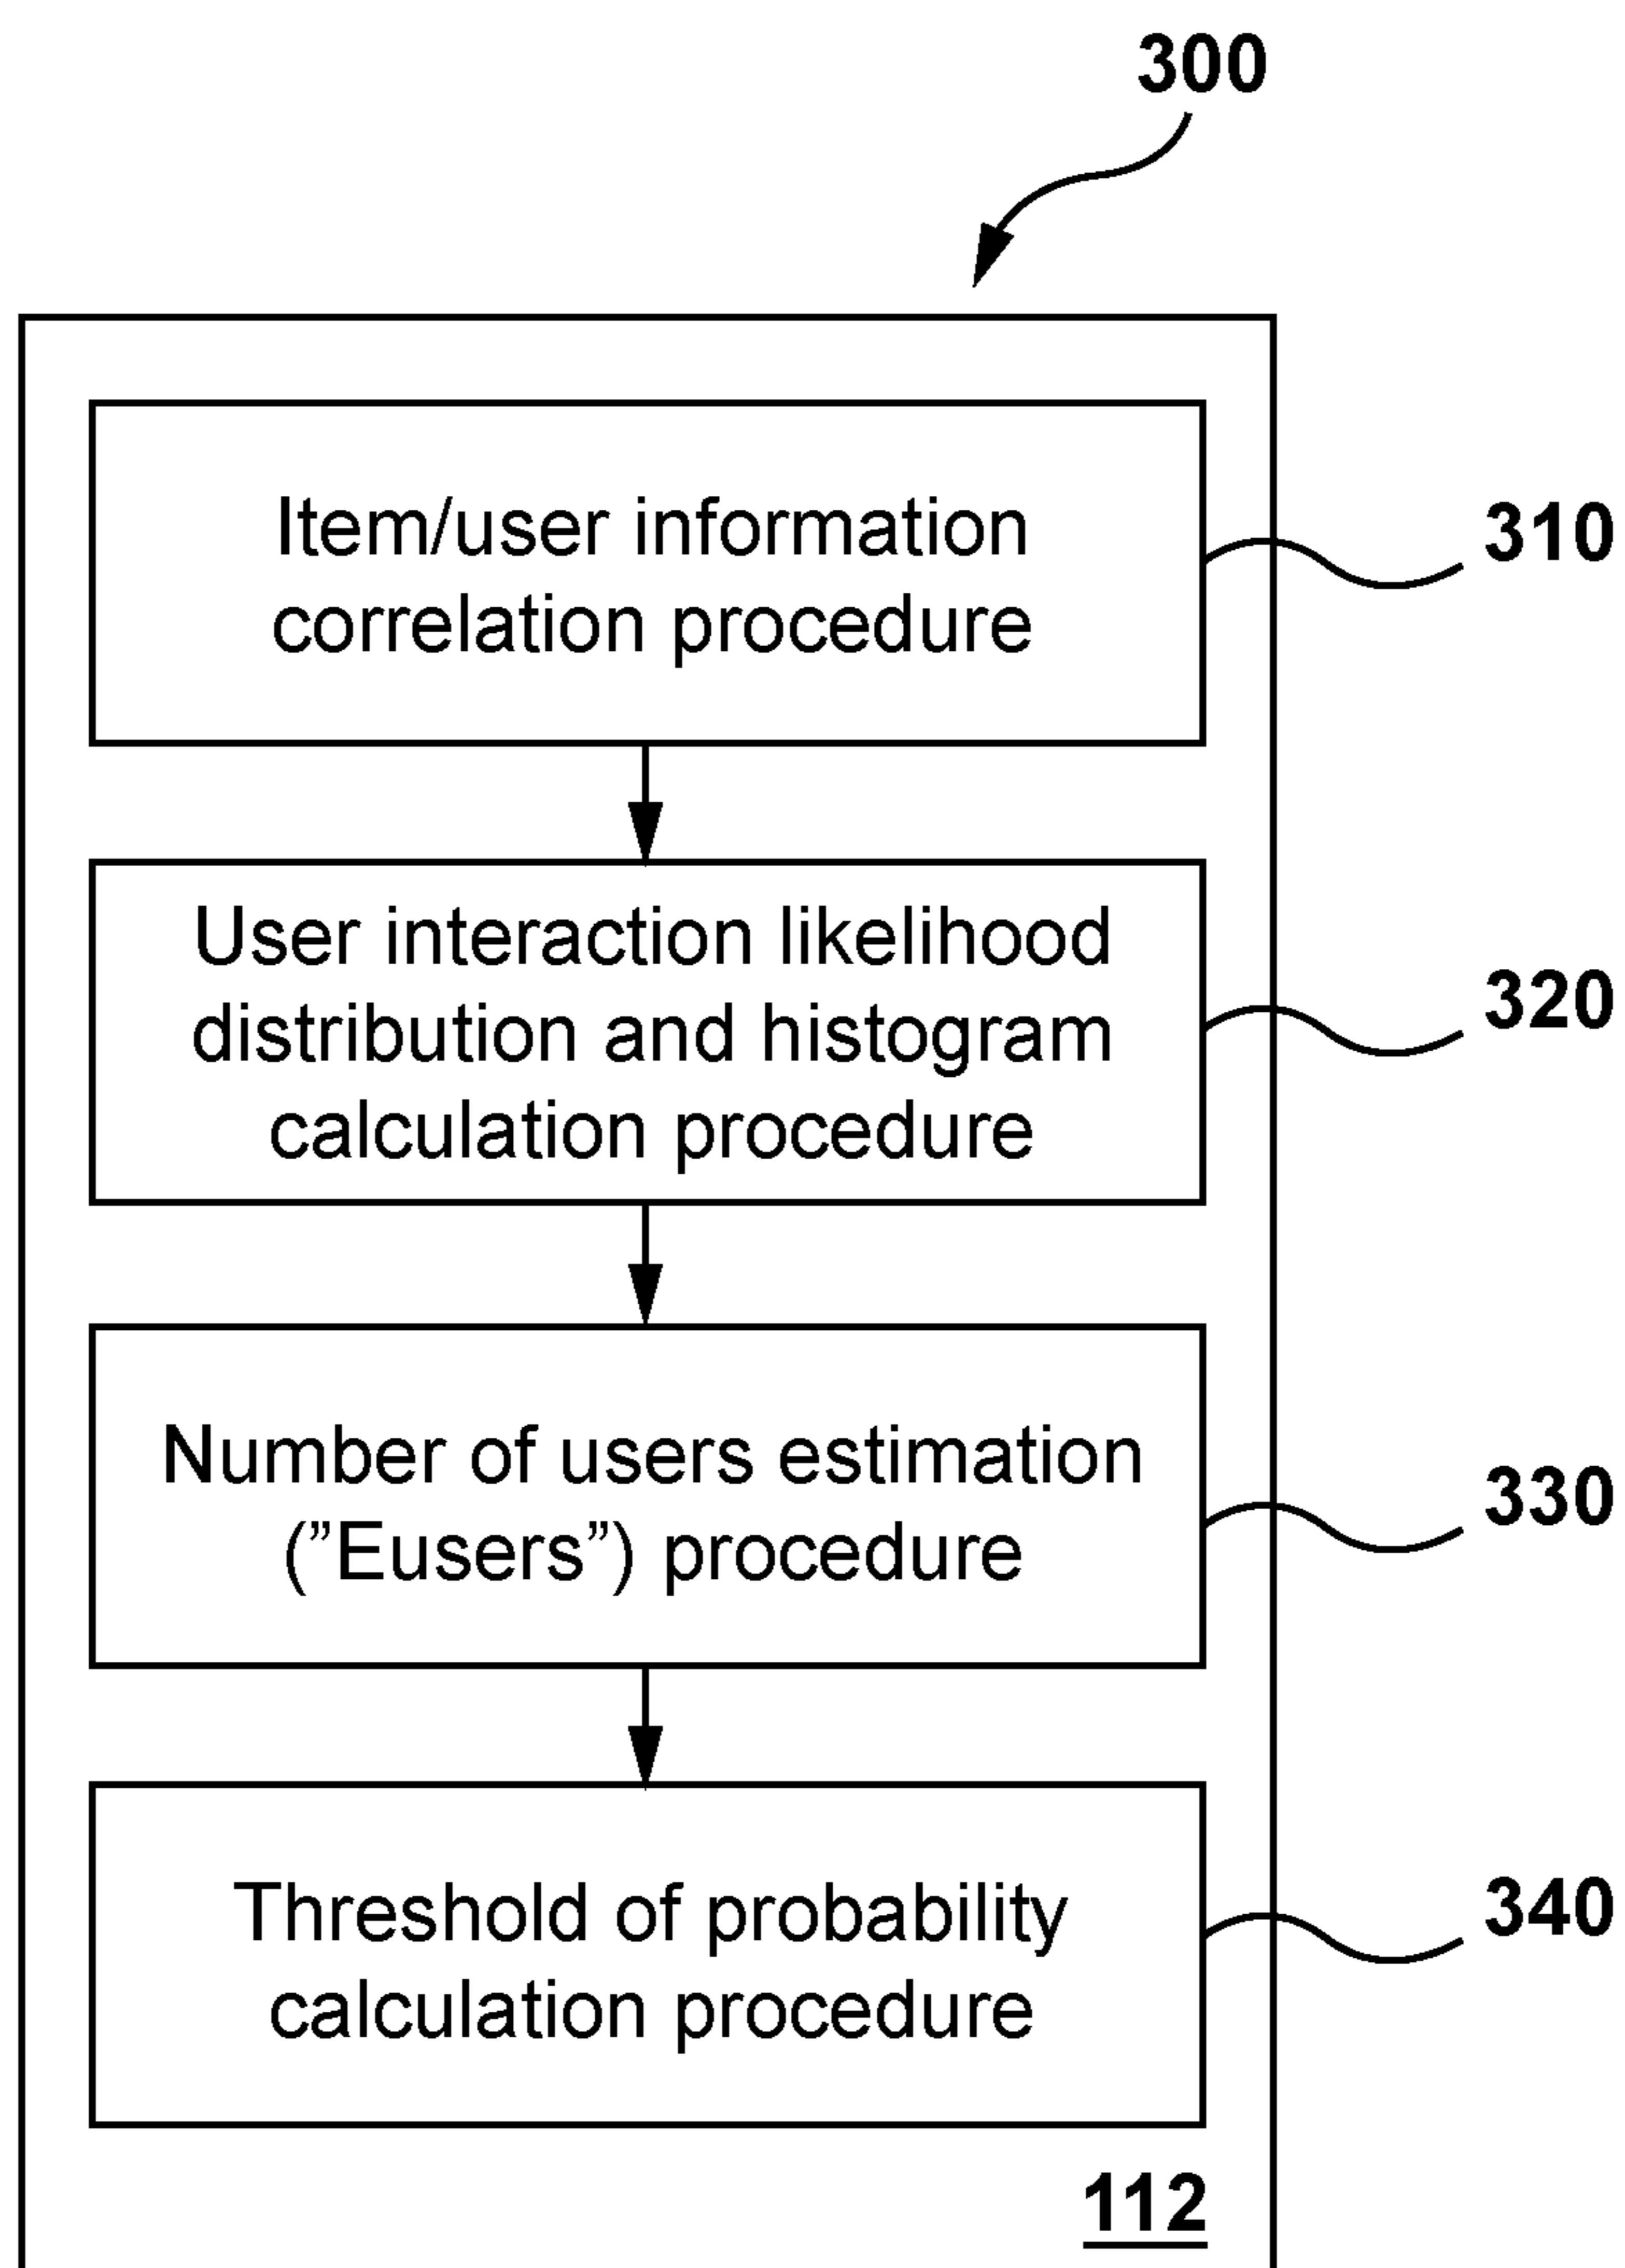 300
Item/user information
correlation procedure
310
User interaction likelihood
distribution and histogram
calculation procedure
320
Number of users estimation
(”Eusers”) procedure
330
Threshold of probability
calculation procedure
340
112